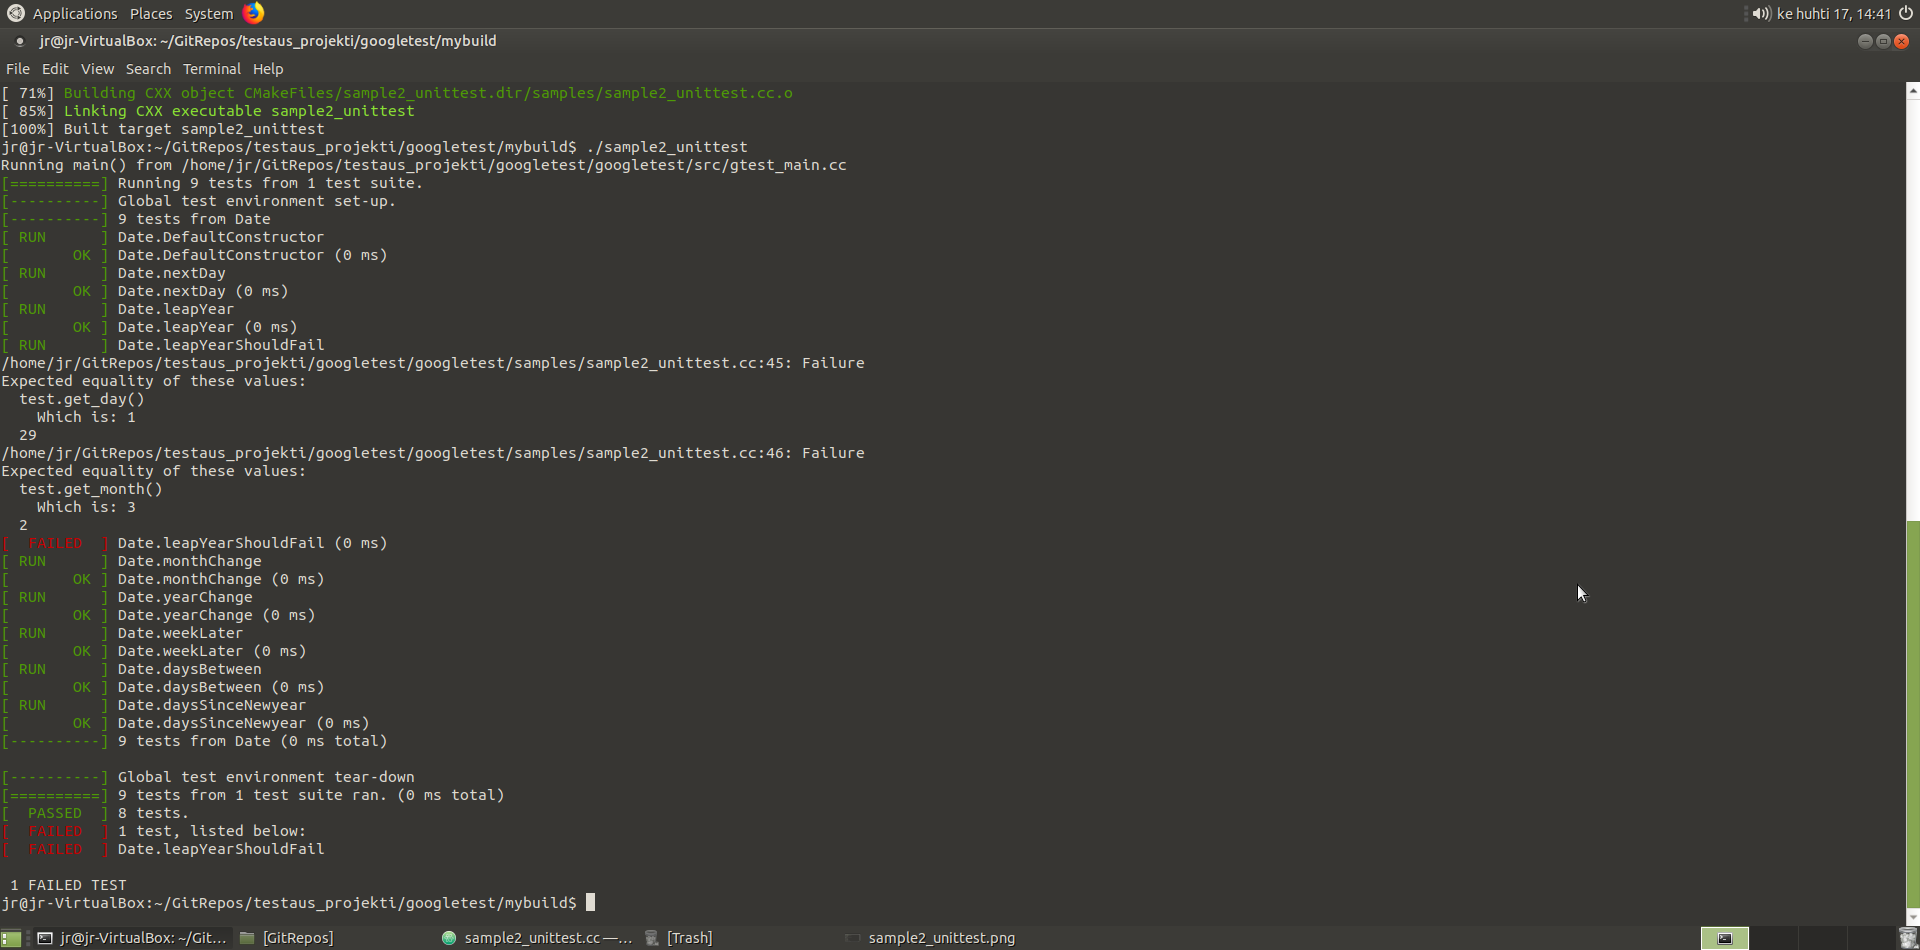 Applications Places System ke huhti 17, 14:41
jr@jr-VirtualBox: ~/GitRepos/testaus_projekti/googletest/mybuild
File Edit View Search Terminal Help
[ 71%] Building CXX object CMakeFiles/sample2_unittest.dir/samples/sample2_unittest.cc.o
[ 85%] Linking CXX executable sample2_unittest
[100%] Built target sample2_unittest
jr@jr-VirtualBox:~/GitRepos/testaus_projekti/googletest/mybuild$ ./sample2_unittest
Running main() from /home/jr/GitRepos/testaus_projekti/googletest/googletest/src/gtest_main.cc
[==========] Running 9 tests from 1 test suite.
[----------] Global test environment set-up.
[----------] 9 tests from Date
[ RUN      ] Date.DefaultConstructor
[       OK ] Date.DefaultConstructor (0 ms)
[ RUN      ] Date.nextDay
[       OK ] Date.nextDay (0 ms)
[ RUN      ] Date.leapYear
[       OK ] Date.leapYear (0 ms)
[ RUN      ] Date.leapYearShouldFail
/home/jr/GitRepos/testaus_projekti/googletest/googletest/samples/sample2_unittest.cc:45: Failure
Expected equality of these values:
  test.get_day()
    Which is: 1
  29
/home/jr/GitRepos/testaus_projekti/googletest/googletest/samples/sample2_unittest.cc:46: Failure
Expected equality of these values:
  test.get_month()
    Which is: 3
  2
[  FAILED  ] Date.leapYearShouldFail (0 ms)
[ RUN      ] Date.monthChange
[       OK ] Date.monthChange (0 ms)
[ RUN      ] Date.yearChange
[       OK ] Date.yearChange (0 ms)
[ RUN      ] Date.weekLater
[       OK ] Date.weekLater (0 ms)
[ RUN      ] Date.daysBetween
[       OK ] Date.daysBetween (0 ms)
[ RUN      ] Date.daysSinceNewyear
[       OK ] Date.daysSinceNewyear (0 ms)
[----------] 9 tests from Date (0 ms total)
[----------] Global test environment tear-down
[==========] 9 tests from 1 test suite ran. (0 ms total)
[  PASSED  ] 8 tests.
[  FAILED  ] 1 test, listed below:
[  FAILED  ] Date.leapYearShouldFail
 1 FAILED TEST
jr@jr-VirtualBox:~/GitRepos/testaus_projekti/googletest/mybuild$
jr@jr-VirtualBox: ~/Git... [GitRepos] sample2_unittest.cc —... [Trash] sample2_unittest.png